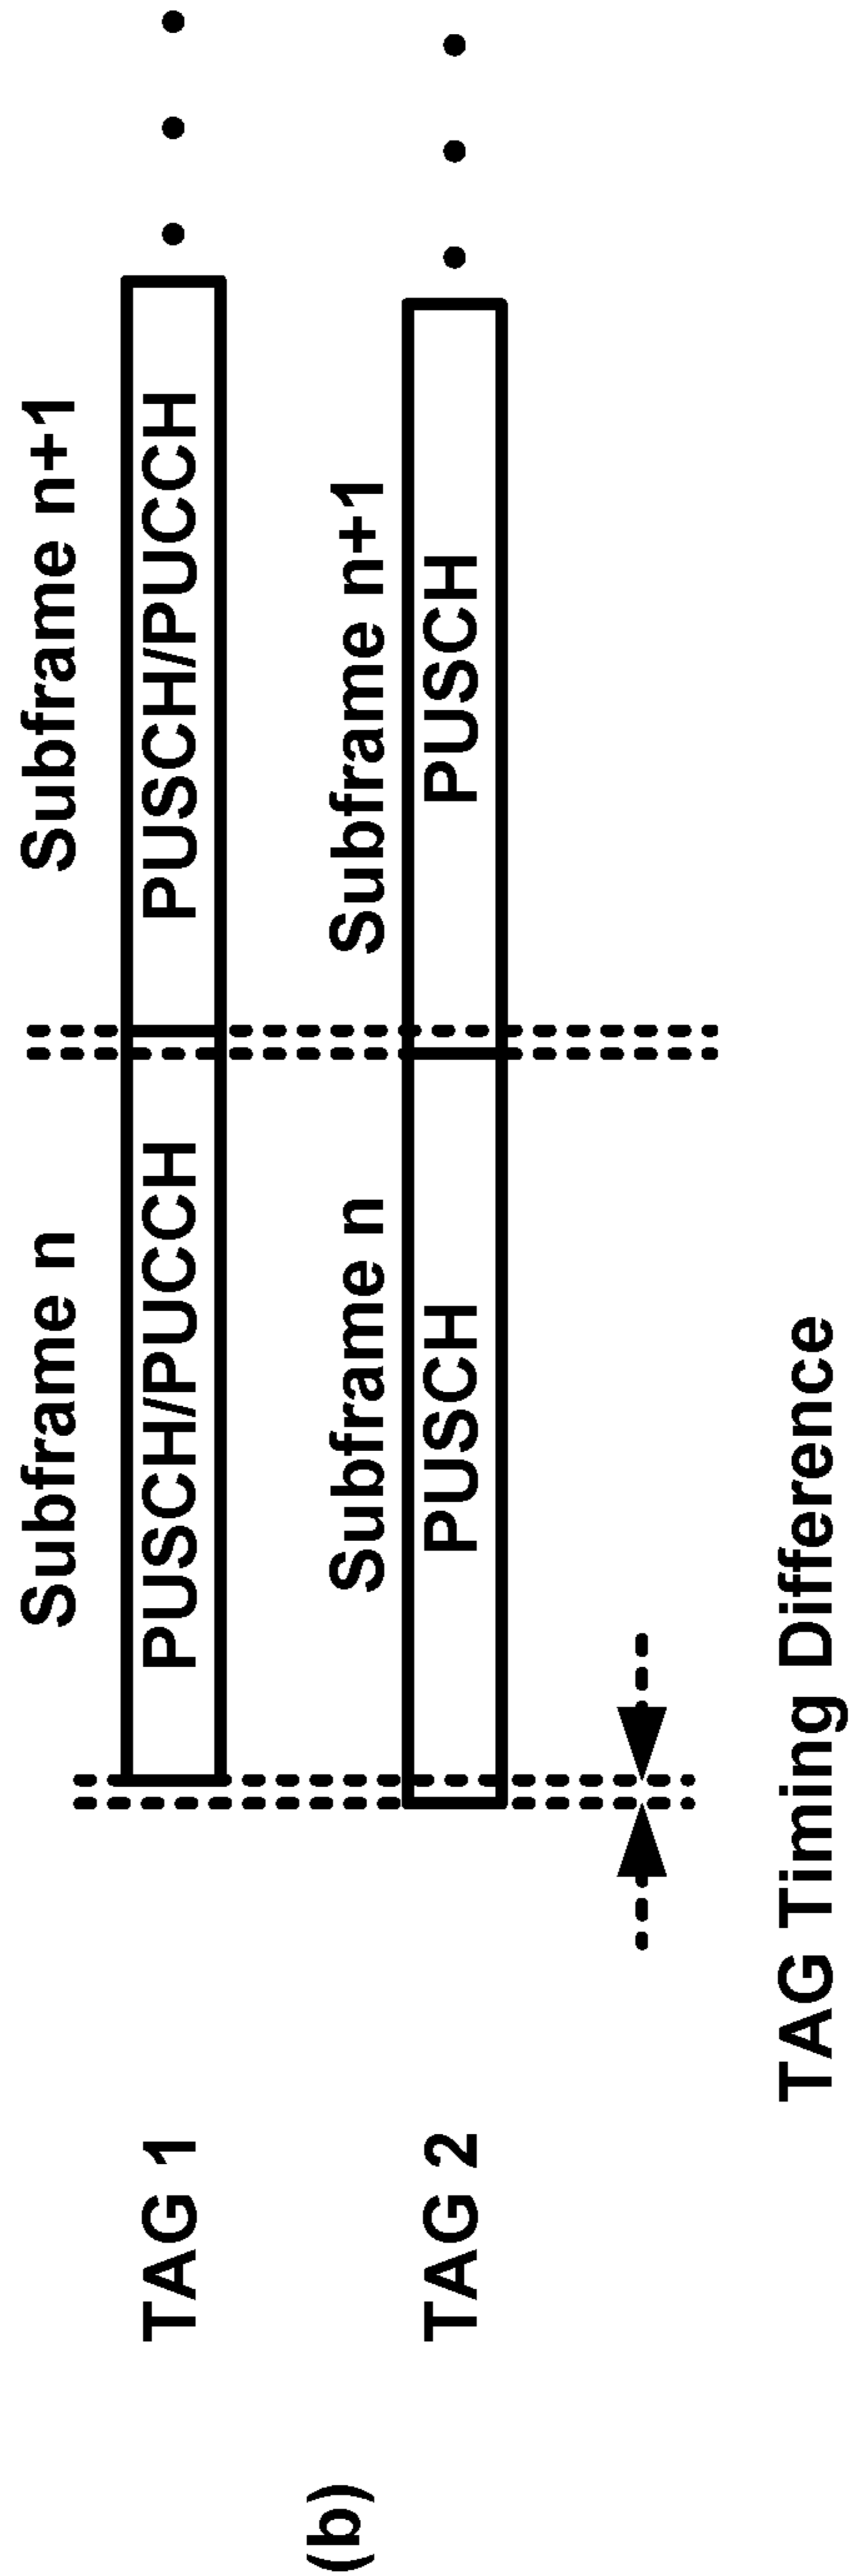 Subframe n Subframe n+1
TAG 1 PUSCH/PUCCH PUSCH/PUCCH
(b)
Subframe n Subframe n+1
TAG 2 PUSCH PUSCH
TAG Timing Difference